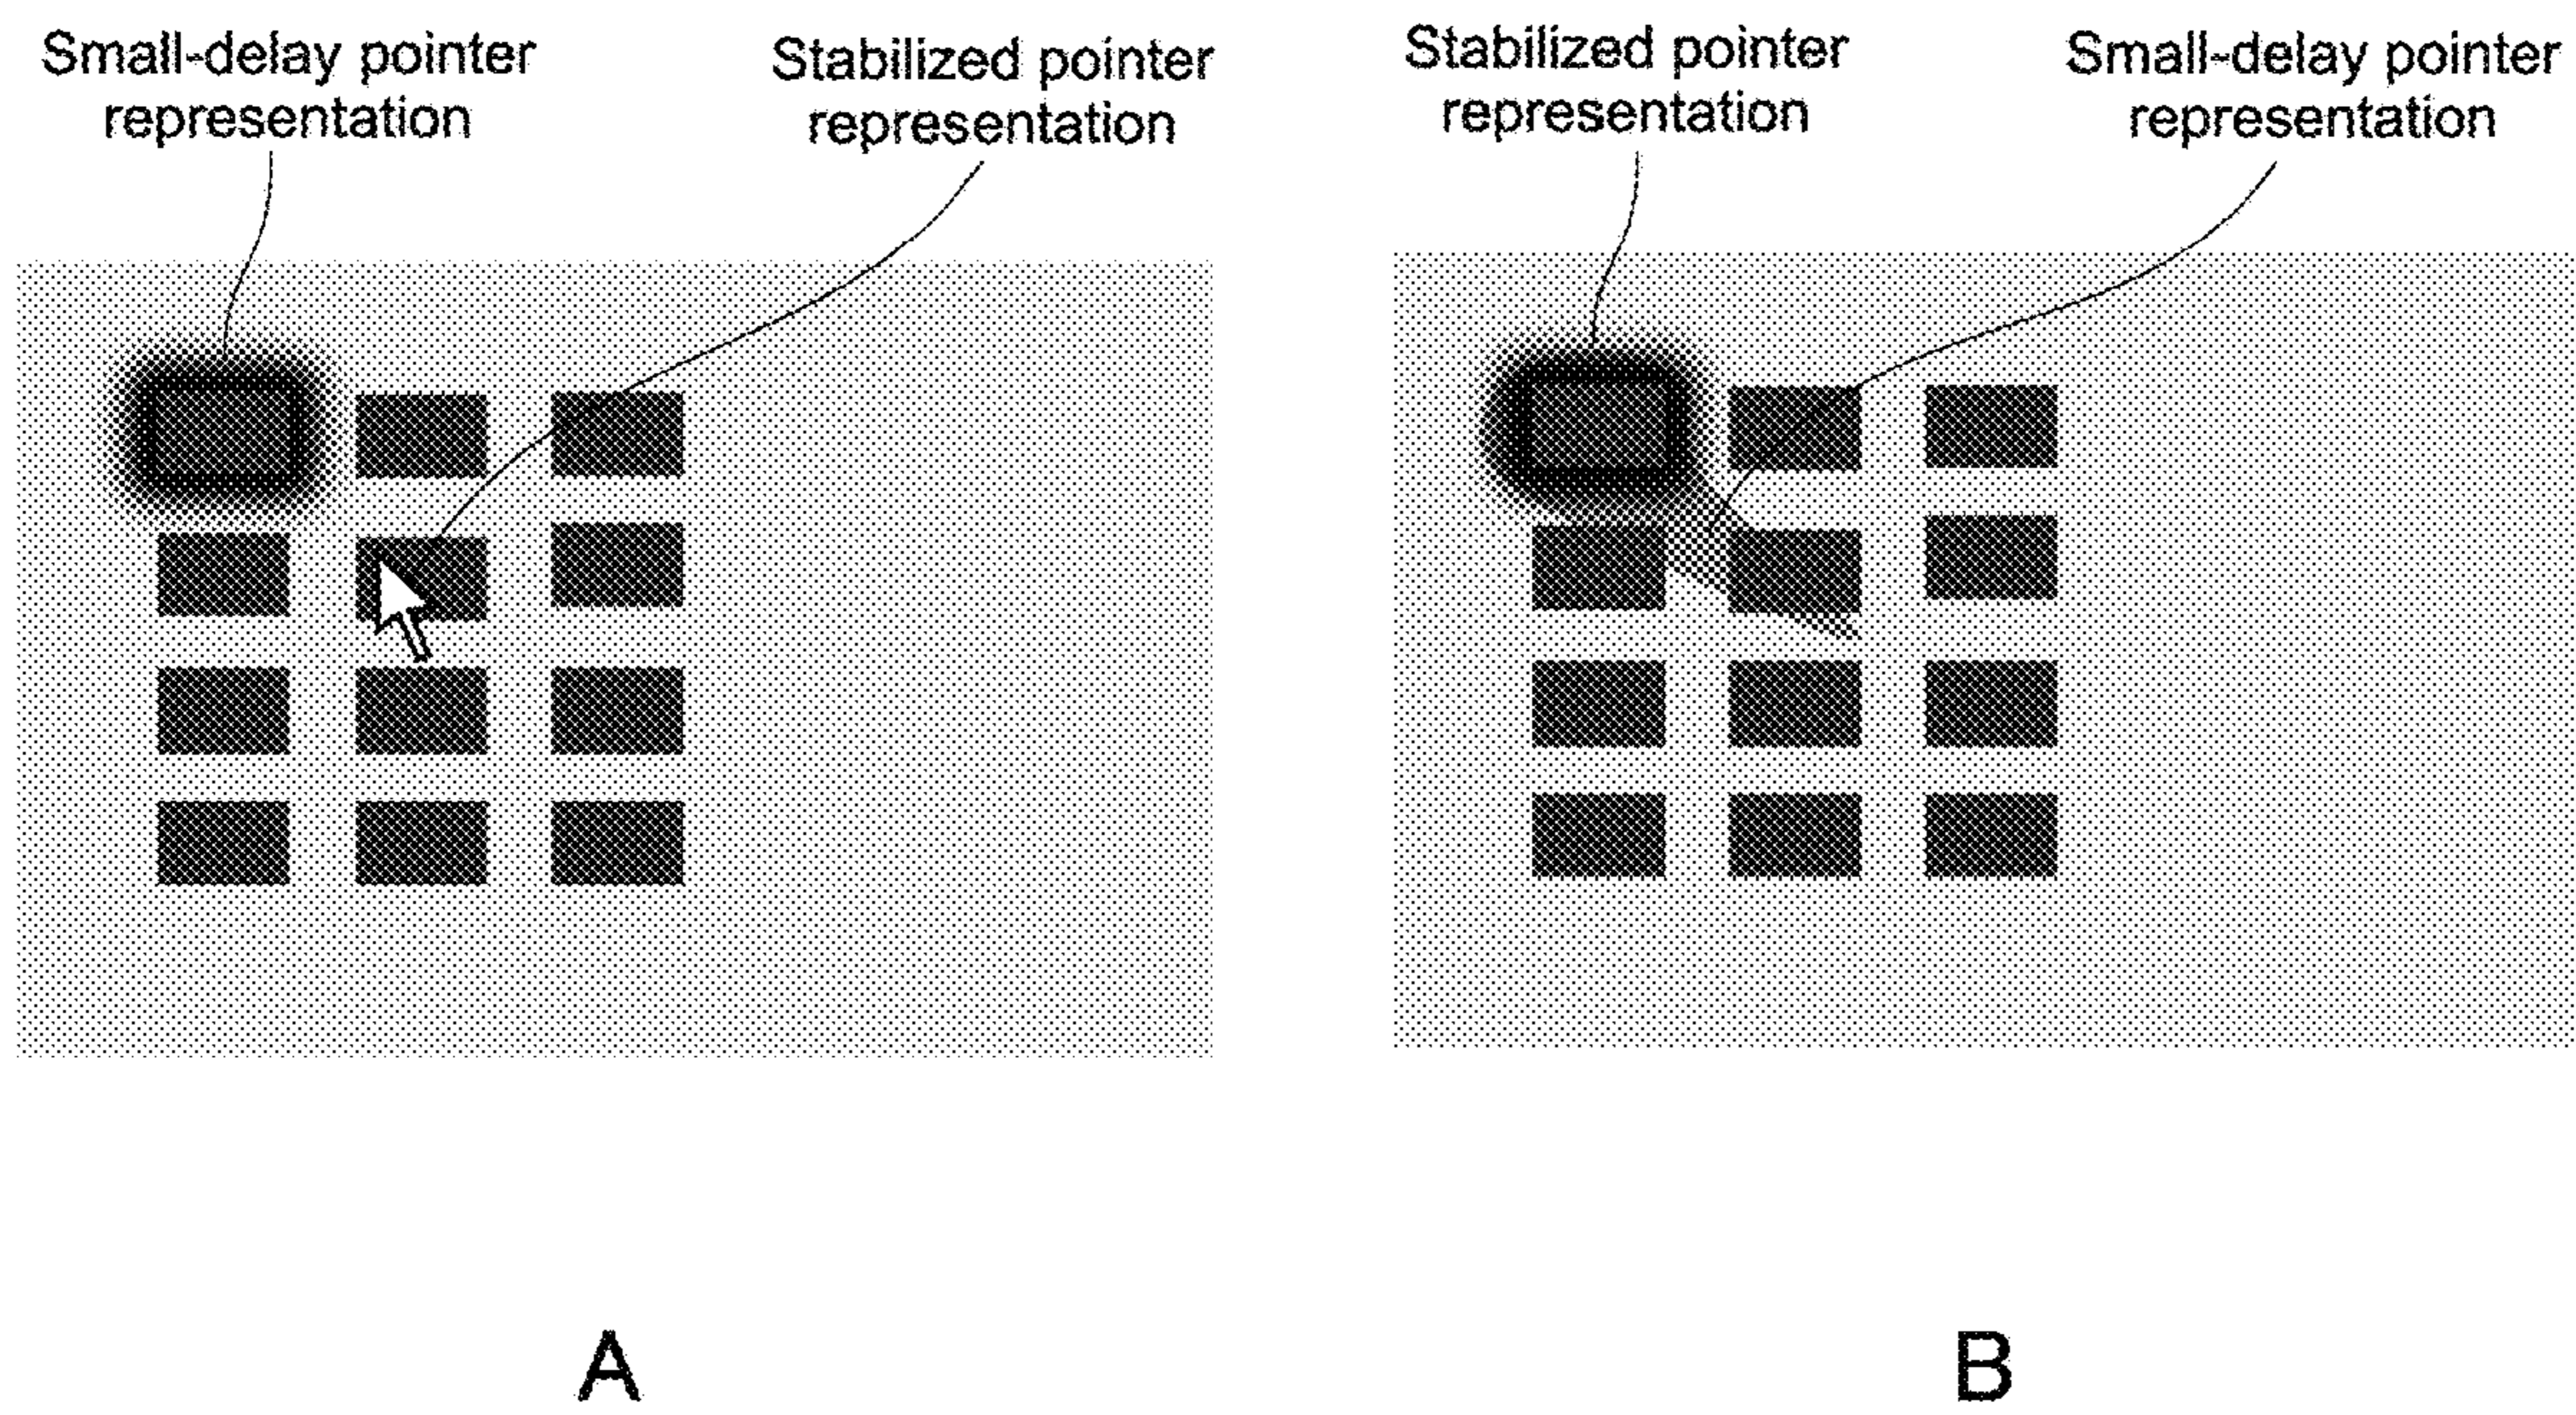 Small-delay pointer
representation
Stabilized pointer
representation
Stabilized pointer
representation
Small-delay pointer
representation
A
B